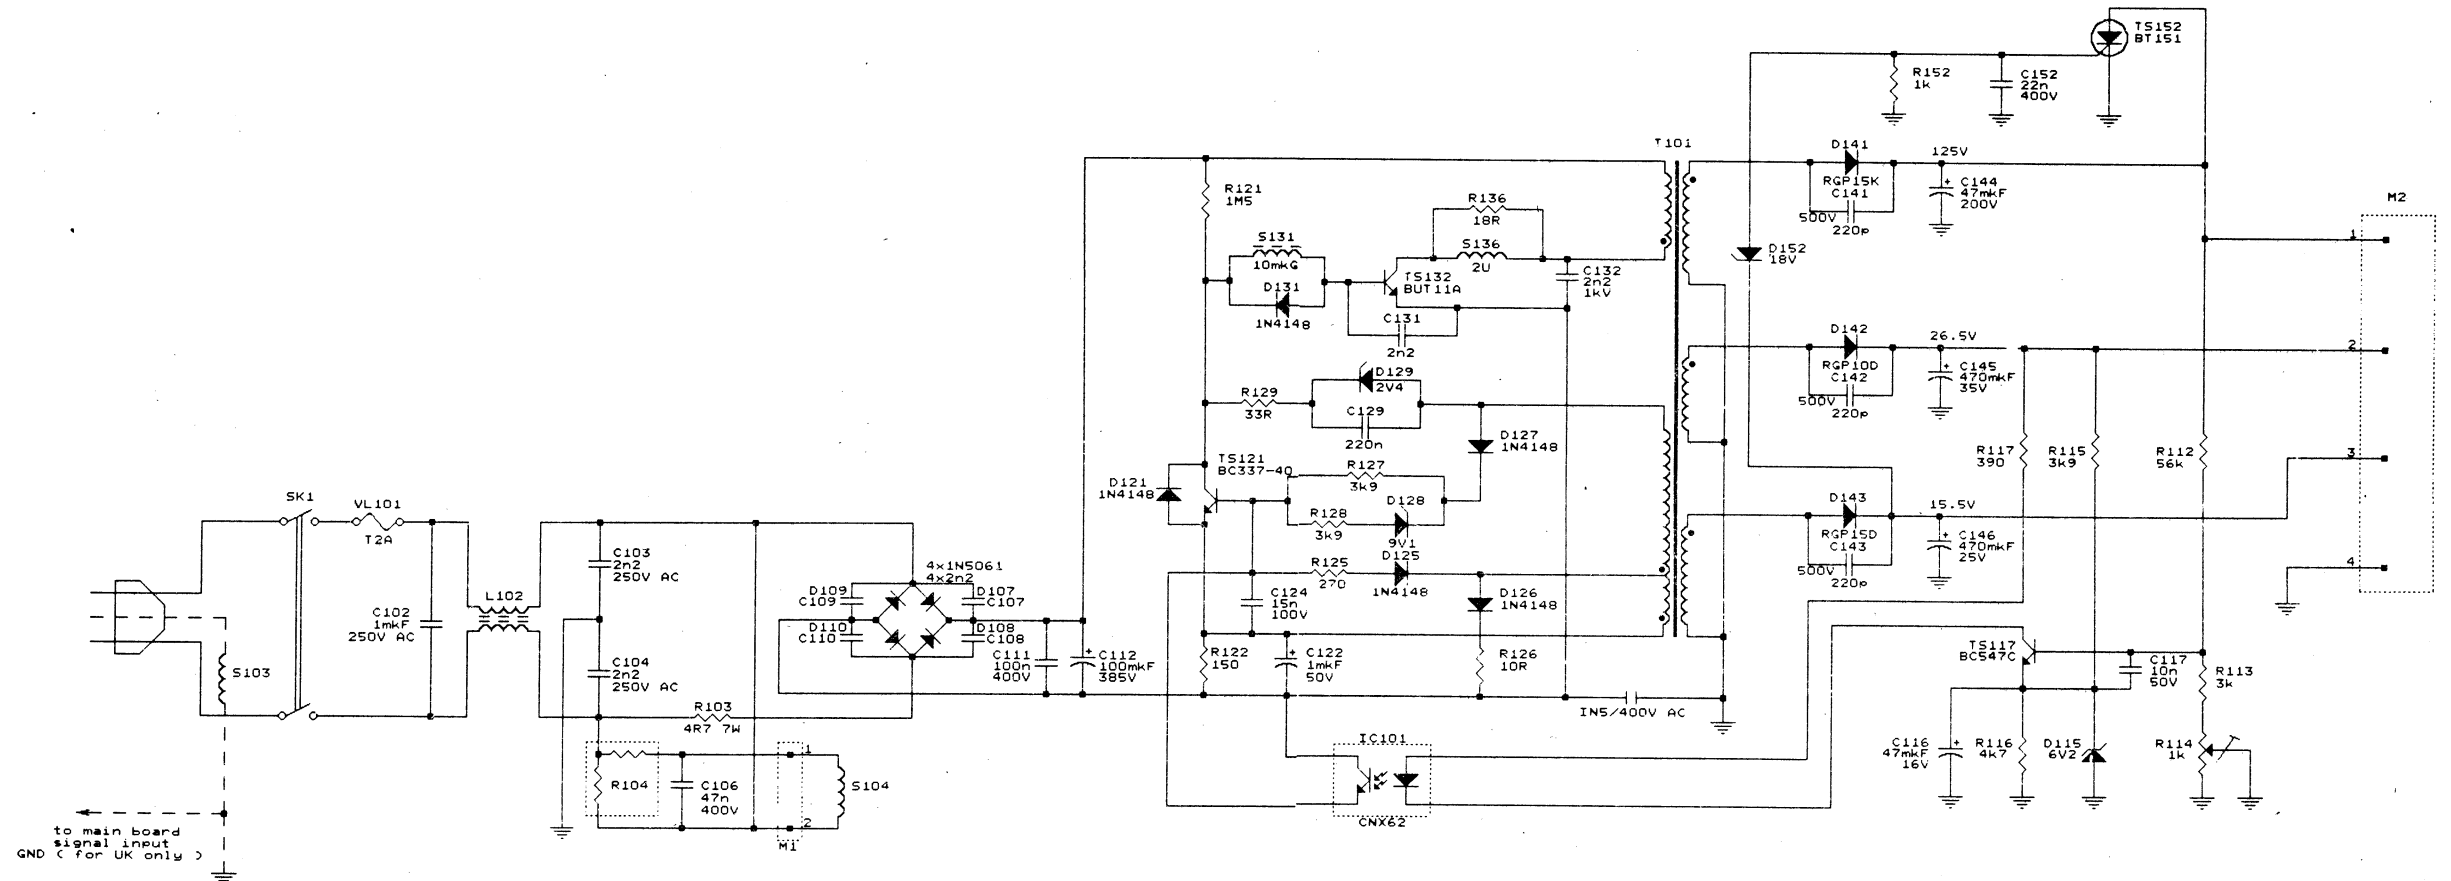 TS152
BT151
R152
1k
C152
22n
400V
T101
D141
125V
RGP15K
C141
500V
220p
C144
47mkF
200V
M2
R121
1M5
R136
18R
S136
2U
S131
10mkG
D131
1N4148
TS132
BUT11A
C131
2n2
C132
2n2
1kV
D152
18V
1
D142
26.5V
RGP10D
C142
500V
220p
C145
470mkF
35V
2
D129
2V4
R129
33R
C129
220n
D127
1N4148
TS121
BC337-40
R127
3k9
D121
1N4148
D128
R128
3k9
9V1
R117
390
R115
3k9
R112
56k
3
D143
15.5V
RGP15D
C143
500V
220p
C146
470mkF
25V
4
SK1
VL101
T2A
C103
2n2
250V AC
L102
C102
1mkF
250V AC
4x1N5061
4x2n2
D109
C109
D107
C107
D110
C110
D108
C108
D125
R125
270
1N4148
C124
15n
100V
D126
1N4148
S103
C104
2n2
250V AC
C111
100n
400V
C112
100mkF
385V
R122
150
C122
1mkF
50V
R126
10R
TS117
BC547C
C117
10n
50V
R113
3k
R103
4R7 7W
IN5/400V AC
IC101
CNX62
C116
47mkF
16V
R116
4k7
D115
6V2
R114
1k
R104
C106
47n
400V
1
S104
2
M1
to main board
signal input
GND ( for UK only )